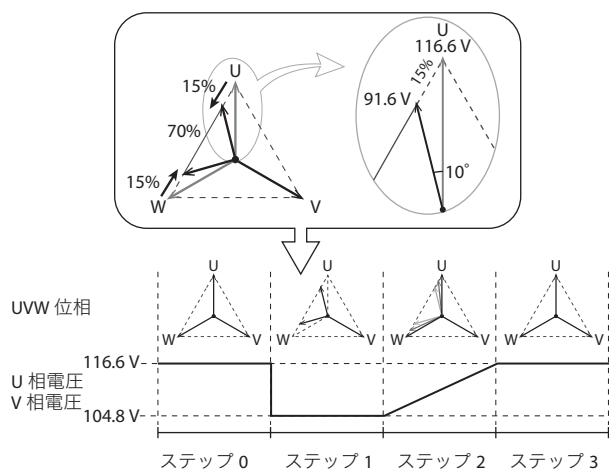 U
15%
70%
15%
W
V
U
116.6 V
15%
91.6 V
10°
UVW 位相
U
W
V
U
W
V
U
W
V
U
W
V
116.6 V
U 相電圧
V 相電圧
104.8 V
ステップ 0
ステップ 1
ステップ 2
ステップ 3